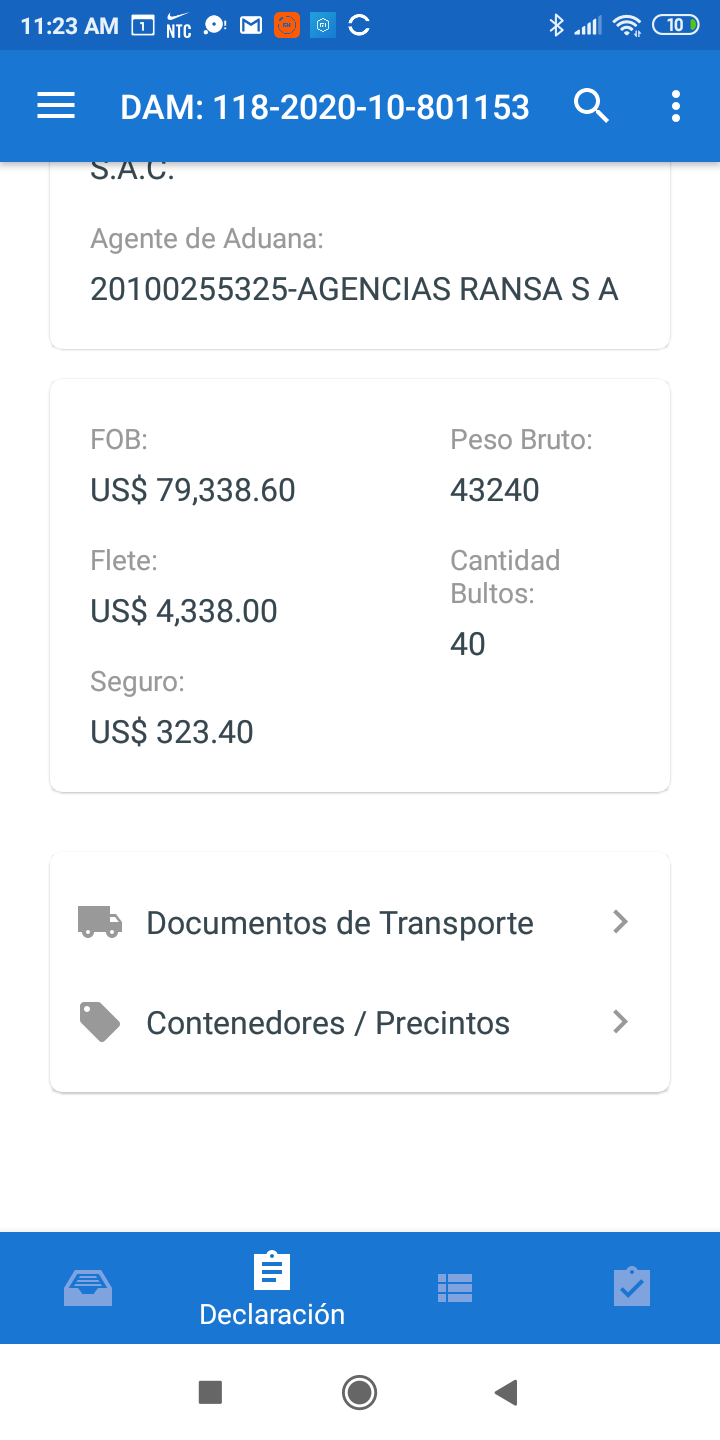 11:23 AM 1 NTC 10
DAM: 118-2020-10-801153
S.A.C.
Agente de Aduana:
20100255325-AGENCIAS RANSA S A
FOB:
US$ 79,338.60
Flete:
US$ 4,338.00
Seguro:
US$ 323.40
Peso Bruto:
43240
Cantidad
Bultos:
40
Documentos de Transporte
Contenedores / Precintos
Declaración